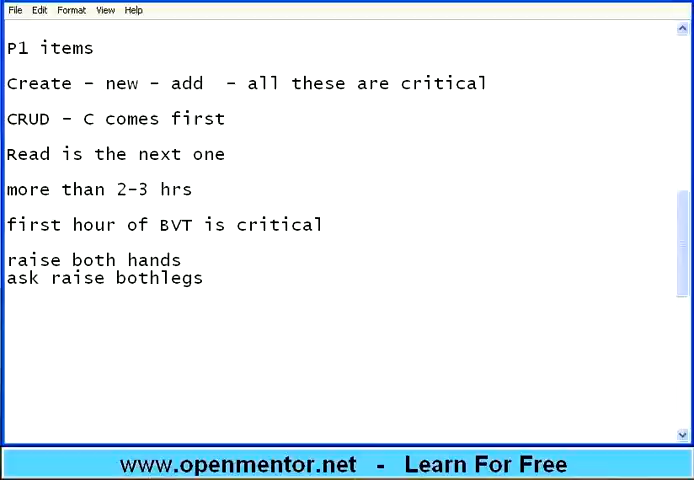 File Edit Format View Help
P1 items
Create - new - add  - all these are critical
CRUD - C comes first
Read is the next one
more than 2-3 hrs
first hour of BVT is critical
raise both hands
ask raise bothlegs
www.openmentor.net  -  Learn For Free